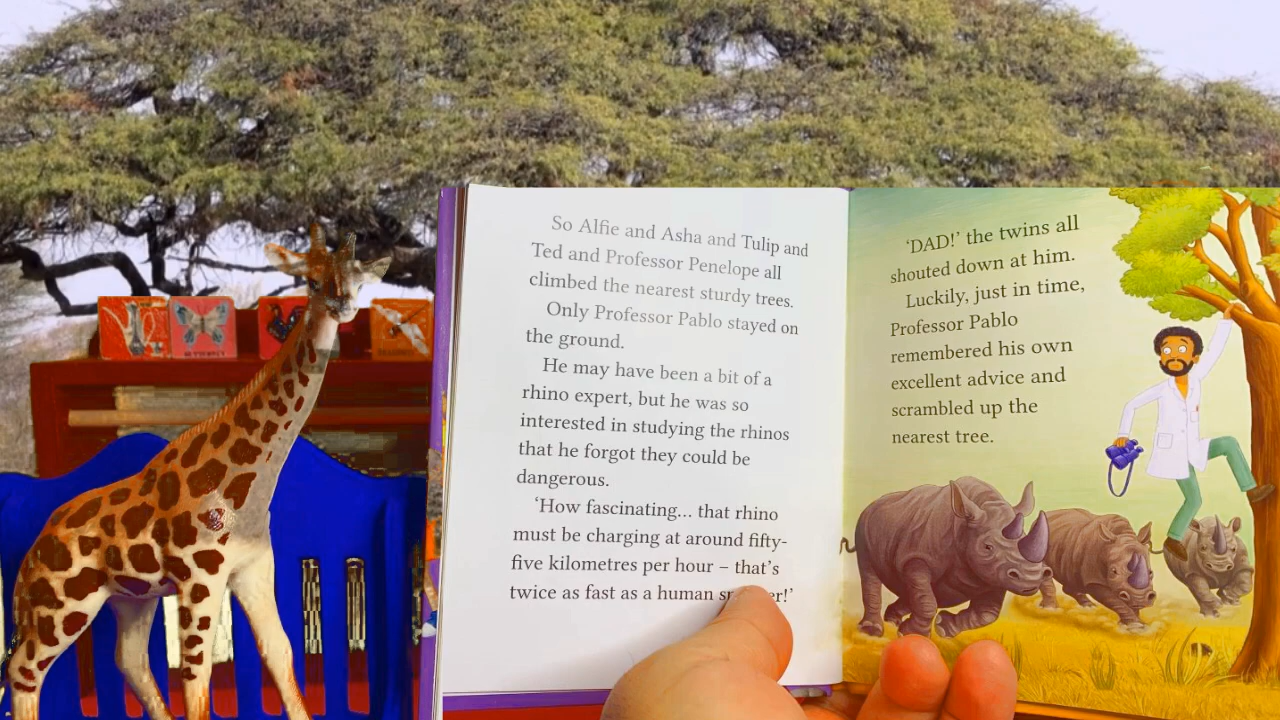 BUTTERFLY
So Alfie and Asha and Tulip and
Ted and Professor Penelope all
climbed the nearest sturdy trees.
Only Professor Pablo stayed on
the ground.
He may have been a bit of a
rhino expert, but he was so
interested in studying the rhinos
that he forgot they could be
dangerous.
‘How fascinating... that rhino
must be charging at around fifty-
five kilometres per hour – that’s
twice as fast as a human
‘DAD!’ the twins all
shouted down at him.
Luckily, just in time,
Professor Pablo
remembered his own
excellent advice and
scrambled up the
nearest tree.